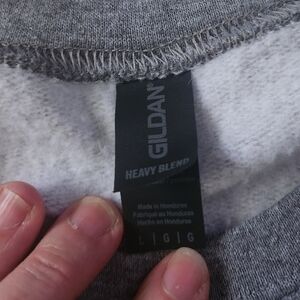 GILDAN
HEAVY BLEND
Made in Honduras
Fabriqué au Honduras
Hecho en Honduras
L | G | G